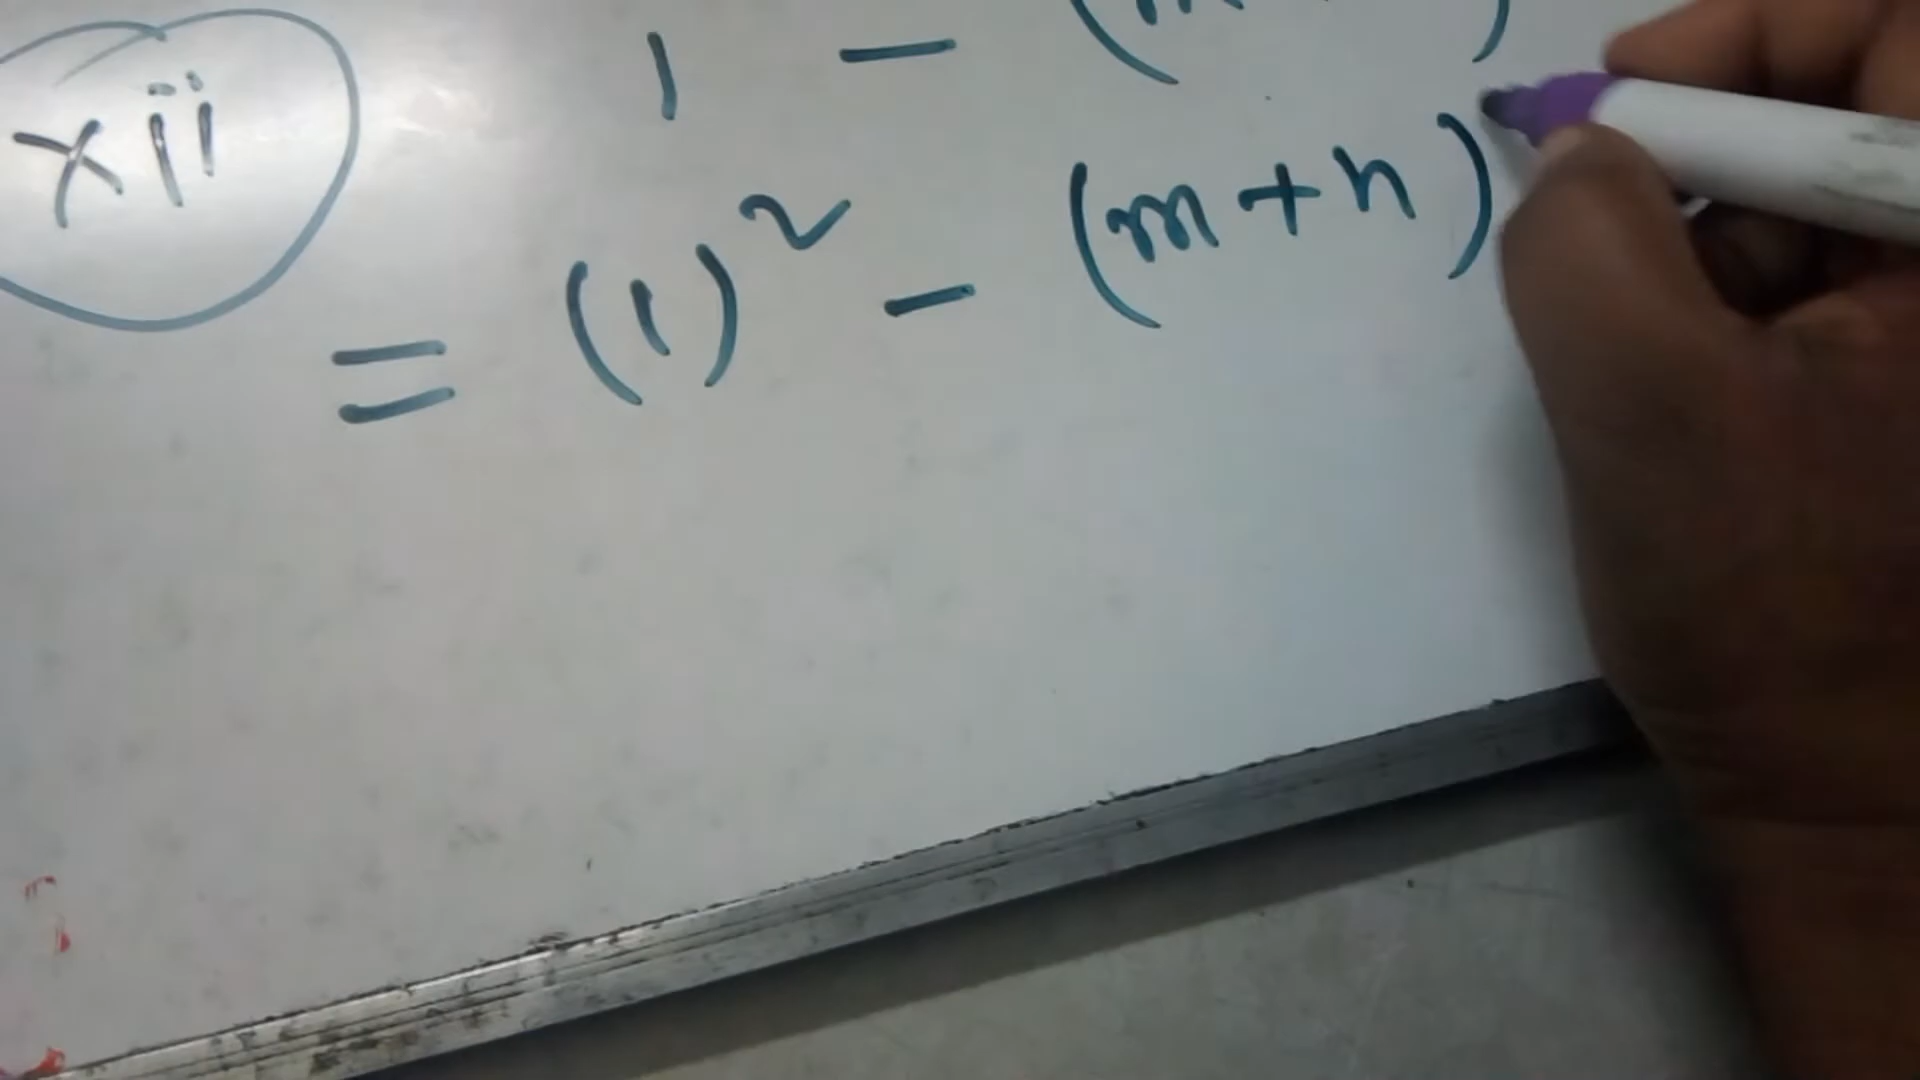 xii
1 - (m
= (1)² - (m+n)